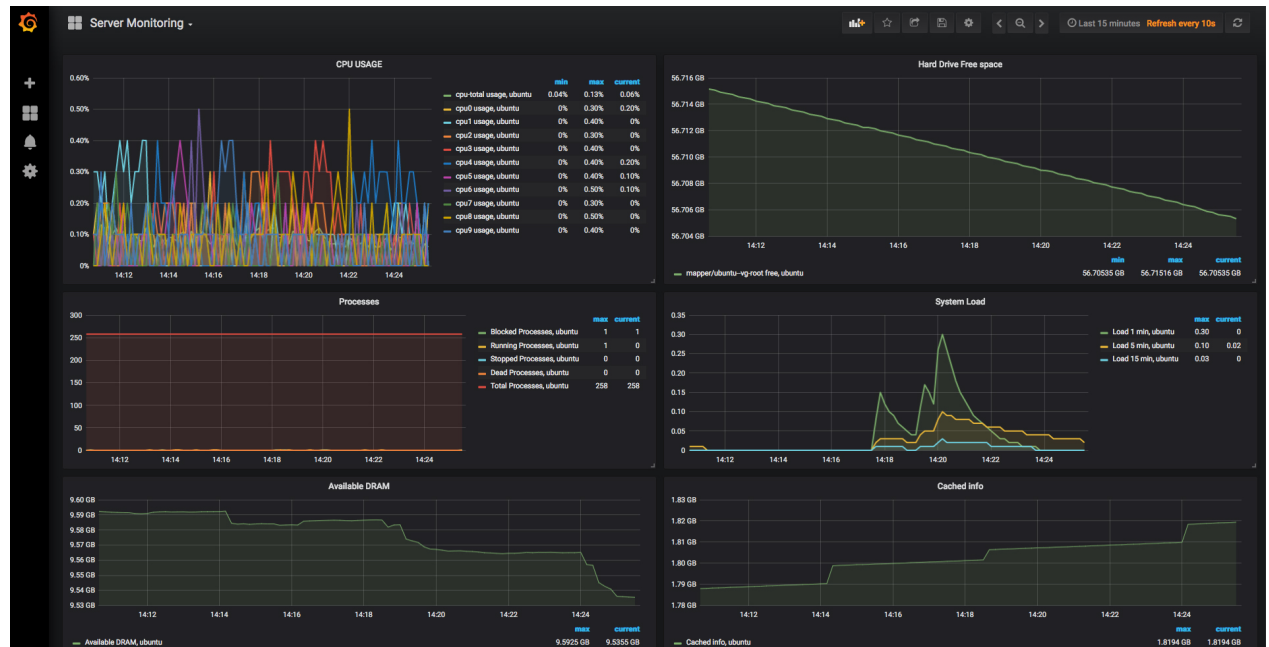 Server Monitoring
Last 15 minutes Refresh every 10s
CPU USAGE
0.60%
0.50%
0.40%
0.30%
0.20%
0.10%
0%
14:12 14:14 14:16 14:18 14:20 14:22 14:24
min max current
cpu-total usage, ubuntu 0.04% 0.13% 0.06%
cpu0 usage, ubuntu 0% 0.30% 0.20%
cpu1 usage, ubuntu 0% 0.40% 0%
cpu2 usage, ubuntu 0% 0.30% 0%
cpu3 usage, ubuntu 0% 0.40% 0%
cpu4 usage, ubuntu 0% 0.40% 0.20%
cpu5 usage, ubuntu 0% 0.40% 0.10%
cpu6 usage, ubuntu 0% 0.50% 0.10%
cpu7 usage, ubuntu 0% 0.30% 0%
cpu8 usage, ubuntu 0% 0.50% 0%
cpu9 usage, ubuntu 0% 0.40% 0%
Hard Drive Free space
56.716 GB
56.714 GB
56.712 GB
56.710 GB
56.708 GB
56.706 GB
56.704 GB
14:12 14:14 14:16 14:18 14:20 14:22 14:24
min max current
mapper/ubuntu--vg-root free, ubuntu 56.70535 GB 56.71516 GB 56.70535 GB
Processes
300
250
200
150
100
50
0
14:12 14:14 14:16 14:18 14:20 14:22 14:24
max current
Blocked Processes, ubuntu 1 1
Running Processes, ubuntu 1 0
Stopped Processes, ubuntu 0 0
Dead Processes, ubuntu 0 0
Total Processes, ubuntu 258 258
System Load
0.35
0.30
0.25
0.20
0.15
0.10
0.05
0
14:12 14:14 14:16 14:18 14:20 14:22 14:24
max current
Load 1 min, ubuntu 0.30 0
Load 5 min, ubuntu 0.10 0.02
Load 15 min, ubuntu 0.03 0
Available DRAM
9.60 GB
9.59 GB
9.58 GB
9.57 GB
9.56 GB
9.55 GB
9.54 GB
9.53 GB
14:12 14:14 14:16 14:18 14:20 14:22 14:24
max current
Available DRAM, ubuntu 9.5925 GB 9.5355 GB
Cached info
1.83 GB
1.82 GB
1.81 GB
1.80 GB
1.79 GB
1.78 GB
14:12 14:14 14:16 14:18 14:20 14:22 14:24
max current
Cached info, ubuntu 1.8194 GB 1.8194 GB